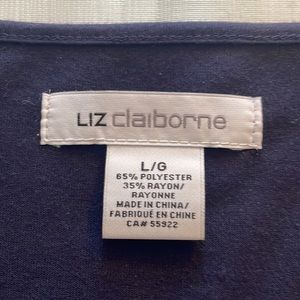 LIZ claiborne
L/G
65% POLYESTER
35% RAYON/
RAYONNE
MADE IN CHINA/
FABRIQUÉ EN CHINE
CA# 55922